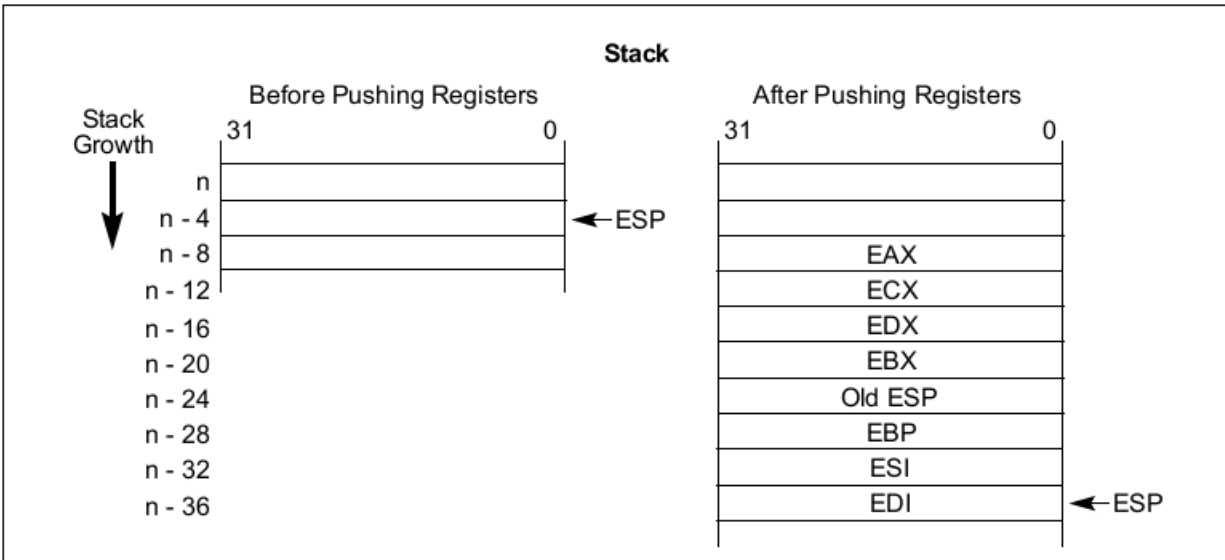 Stack
Before Pushing Registers
After Pushing Registers
Stack
Growth
31 0
31 0
n
n - 4
ESP
n - 8
EAX
n - 12
ECX
n - 16
EDX
n - 20
EBX
n - 24
Old ESP
n - 28
EBP
n - 32
ESI
n - 36
EDI
ESP